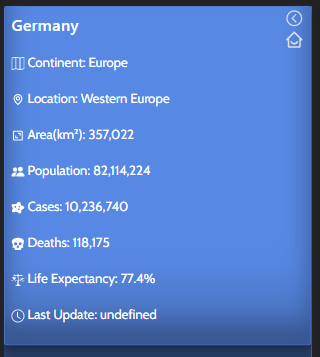 Germany
Continent: Europe
Location: Western Europe
Area(km²): 357,022
Population: 82,114,224
Cases: 10,236,740
Deaths: 118,175
Life Expectancy: 77.4%
Last Update: undefined